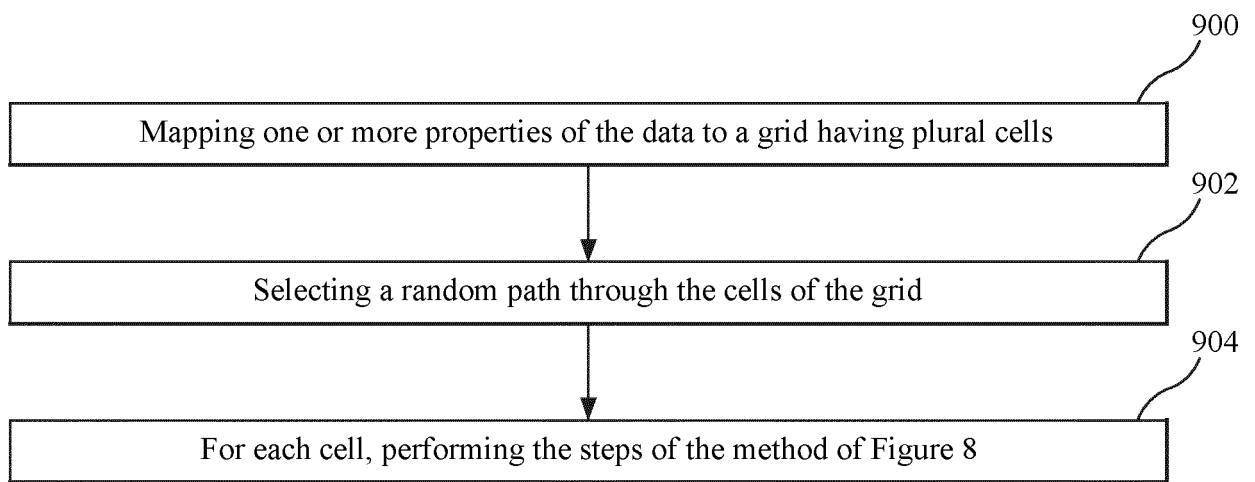 900
Mapping one or more properties of the data to a grid having plural cells
902
Selecting a random path through the cells of the grid
904
For each cell, performing the steps of the method of Figure 8